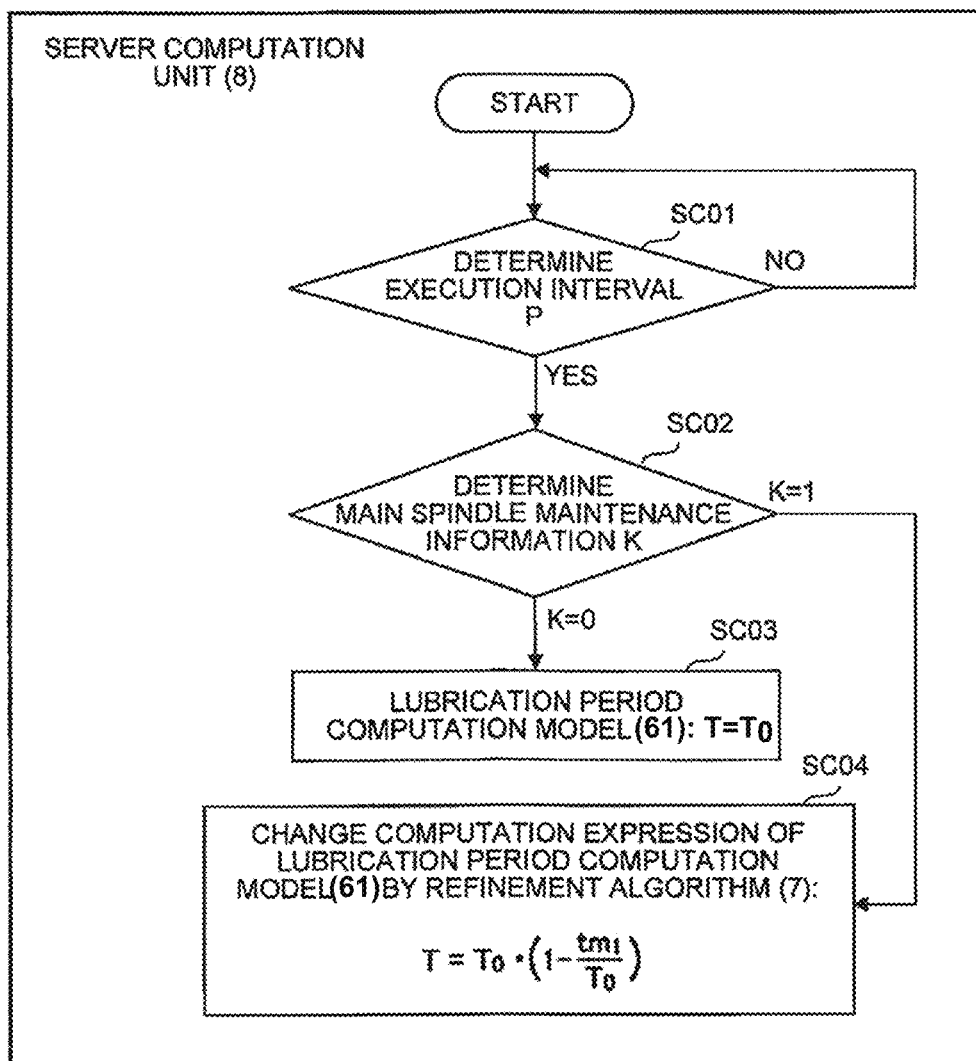 SERVER COMPUTATION
UNIT (8)
START
SC01
DETERMINE
EXECUTION INTERVAL
P
NO
YES
SC02
DETERMINE
MAIN SPINDLE MAINTENANCE
INFORMATION K
K=1
K=0
SC03
LUBRICATION PERIOD
COMPUTATION MODEL(61): T=T₀
SC04
CHANGE COMPUTATION EXPRESSION OF
LUBRICATION PERIOD COMPUTATION
MODEL(61)BY REFINEMENT ALGORITHM (7):
T = T₀ • (1-tm₁/T₀)